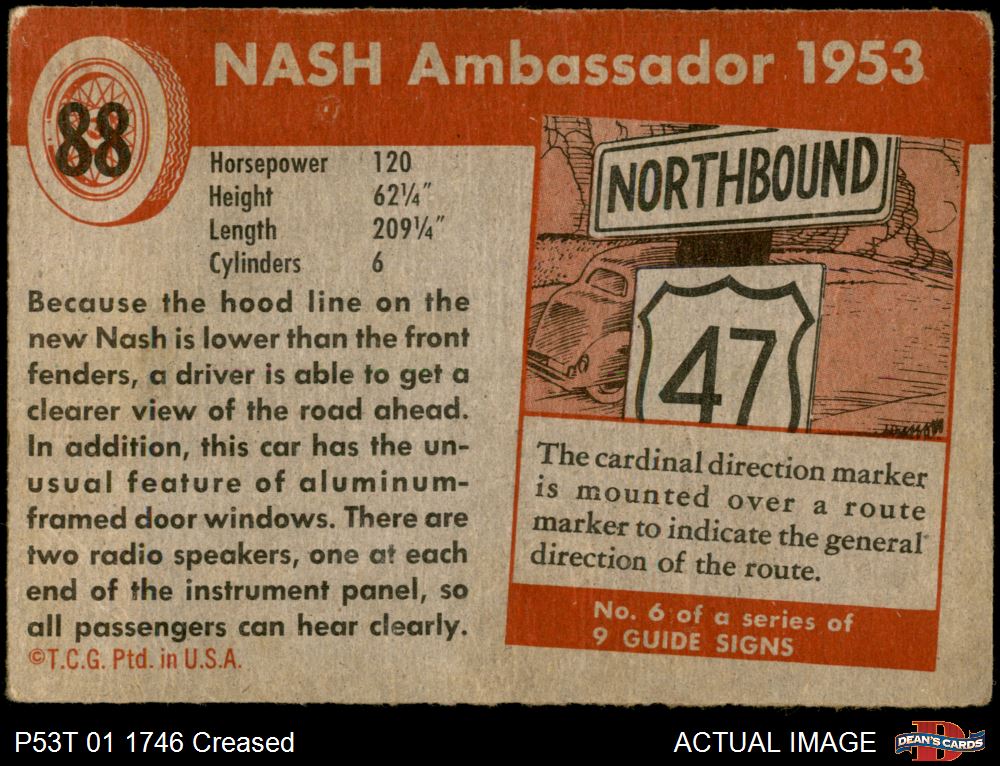 NASH Ambassador 1953
88
Horsepower 120
Height 62¼"
Length 209¼"
Cylinders 6
Because the hood line on the
new Nash is lower than the front
fenders, a driver is able to get a
clearer view of the road ahead.
In addition, this car has the un-
usual feature of aluminum-
framed door windows. There are
two radio speakers, one at each
end of the instrument panel, so
all passengers can hear clearly.
©T.C.G. Ptd. in U.S.A.
NORTHBOUND
47
The cardinal direction marker
is mounted over a route
marker to indicate the general
direction of the route.
No. 6 of a series of
9 GUIDE SIGNS
P53T 01 1746 Creased
ACTUAL IMAGE
D
DEAN'S CARDS